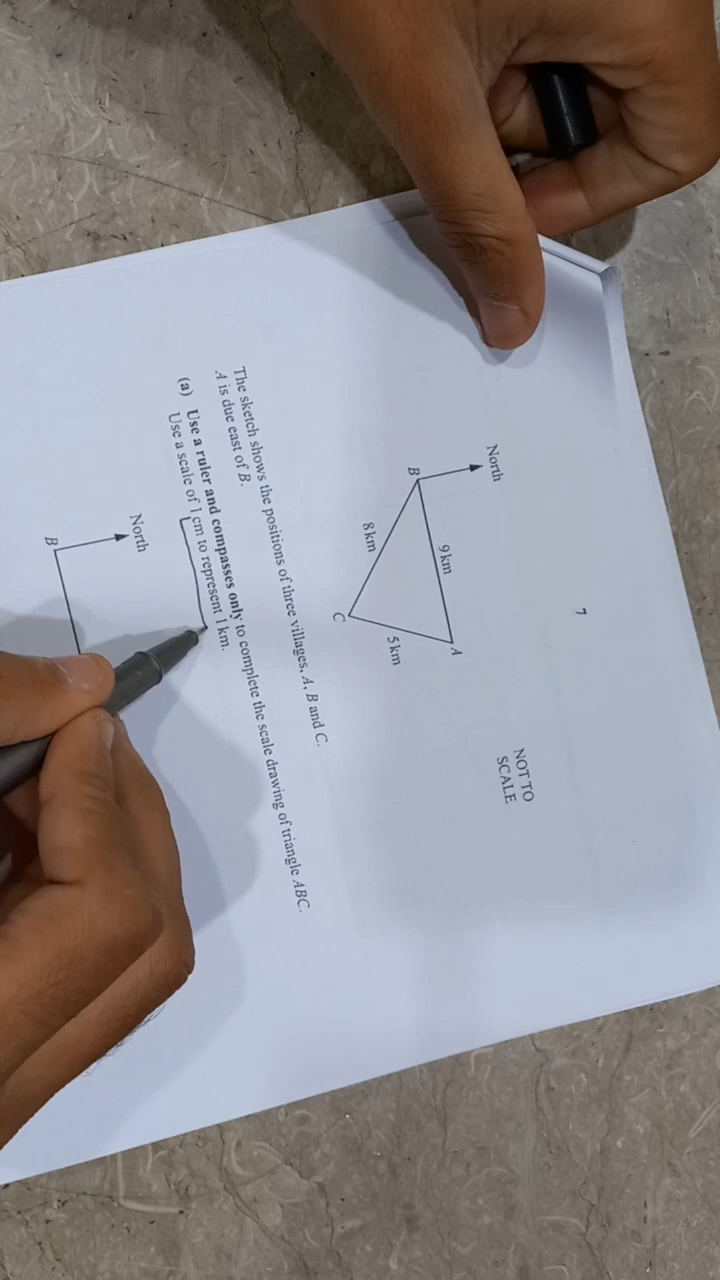 7
North
NOT TO
SCALE
B
9 km
A
8 km
5 km
C
The sketch shows the positions of three villages, A, B and C.
A is due east of B.
(a) Use a ruler and compasses only to complete the scale drawing of triangle ABC.
Use a scale of 1 cm to represent 1 km.
North
B